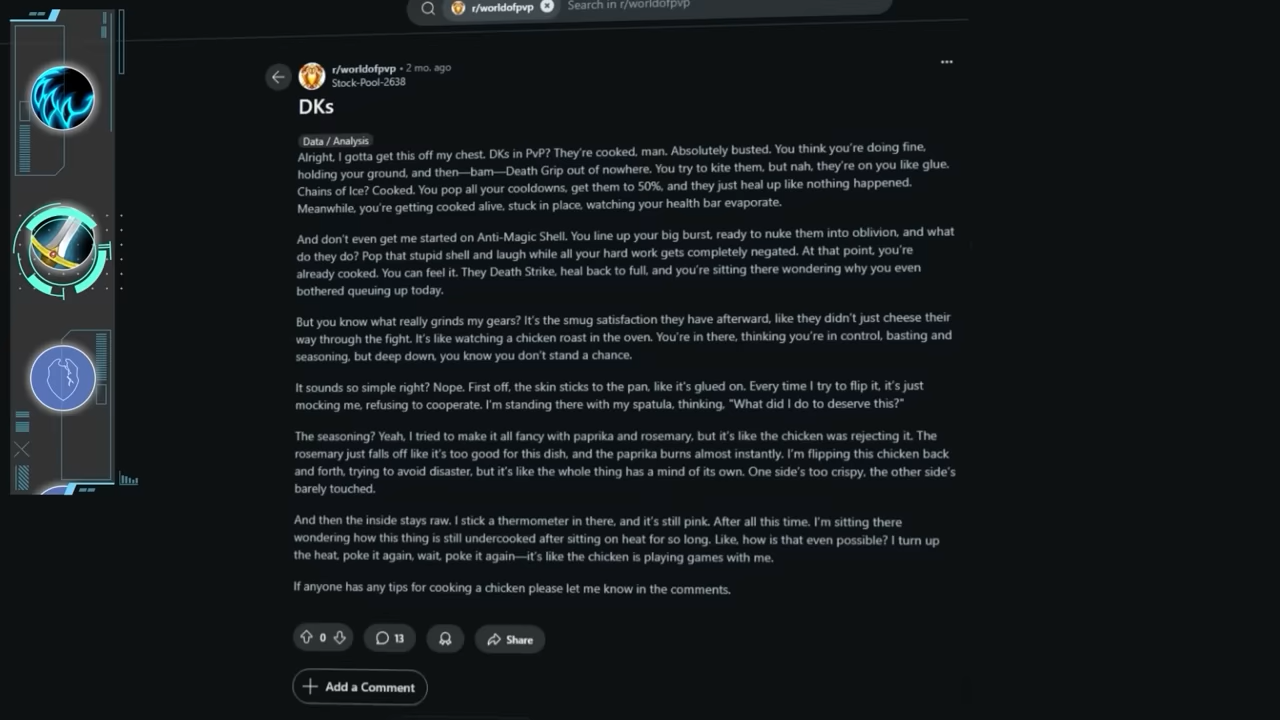 r/worldofpvp
Search in r/worldofpvp
r/worldofpvp • 2 mo. ago
Stock-Pool-2638
DKs
Data / Analysis
Alright, I gotta get this off my chest. DKs in PvP? They're cooked, man. Absolutely busted. You think you're doing fine,
holding your ground, and then—bam—Death Grip out of nowhere. You try to kite them, but nah, they're on you like glue.
Chains of Ice? Cooked. You pop all your cooldowns, get them to 50%, and they just heal up like nothing happened.
Meanwhile, you're getting cooked alive, stuck in place, watching your health bar evaporate.
And don't even get me started on Anti-Magic Shell. You line up your big burst, ready to nuke them into oblivion, and what
do they do? Pop that stupid shell and laugh while all your hard work gets completely negated. At that point, you're
already cooked. You can feel it. They Death Strike, heal back to full, and you're sitting there wondering why you even
bothered queuing up today.
But you know what really grinds my gears? It's the smug satisfaction they have afterward, like they didn't just cheese their
way through the fight. It's like watching a chicken roast in the oven. You're in there, thinking you're in control, basting and
seasoning, but deep down, you know you don't stand a chance.
It sounds so simple right? Nope. First off, the skin sticks to the pan, like it's glued on. Every time I try to flip it, it's just
mocking me, refusing to cooperate. I'm standing there with my spatula, thinking, "What did I do to deserve this?"
The seasoning? Yeah, I tried to make it all fancy with paprika and rosemary, but it's like the chicken was rejecting it. The
rosemary just falls off like it's too good for this dish, and the paprika burns almost instantly. I'm flipping this chicken back
and forth, trying to avoid disaster, but it's like the whole thing has a mind of its own. One side's too crispy, the other side's
barely touched.
And then the inside stays raw. I stick a thermometer in there, and it's still pink. After all this time. I'm sitting there
wondering how this thing is still undercooked after sitting on heat for so long. Like, how is that even possible? I turn up
the heat, poke it again, wait, poke it again—it's like the chicken is playing games with me.
If anyone has any tips for cooking a chicken please let me know in the comments.
0
13
Share
Add a Comment